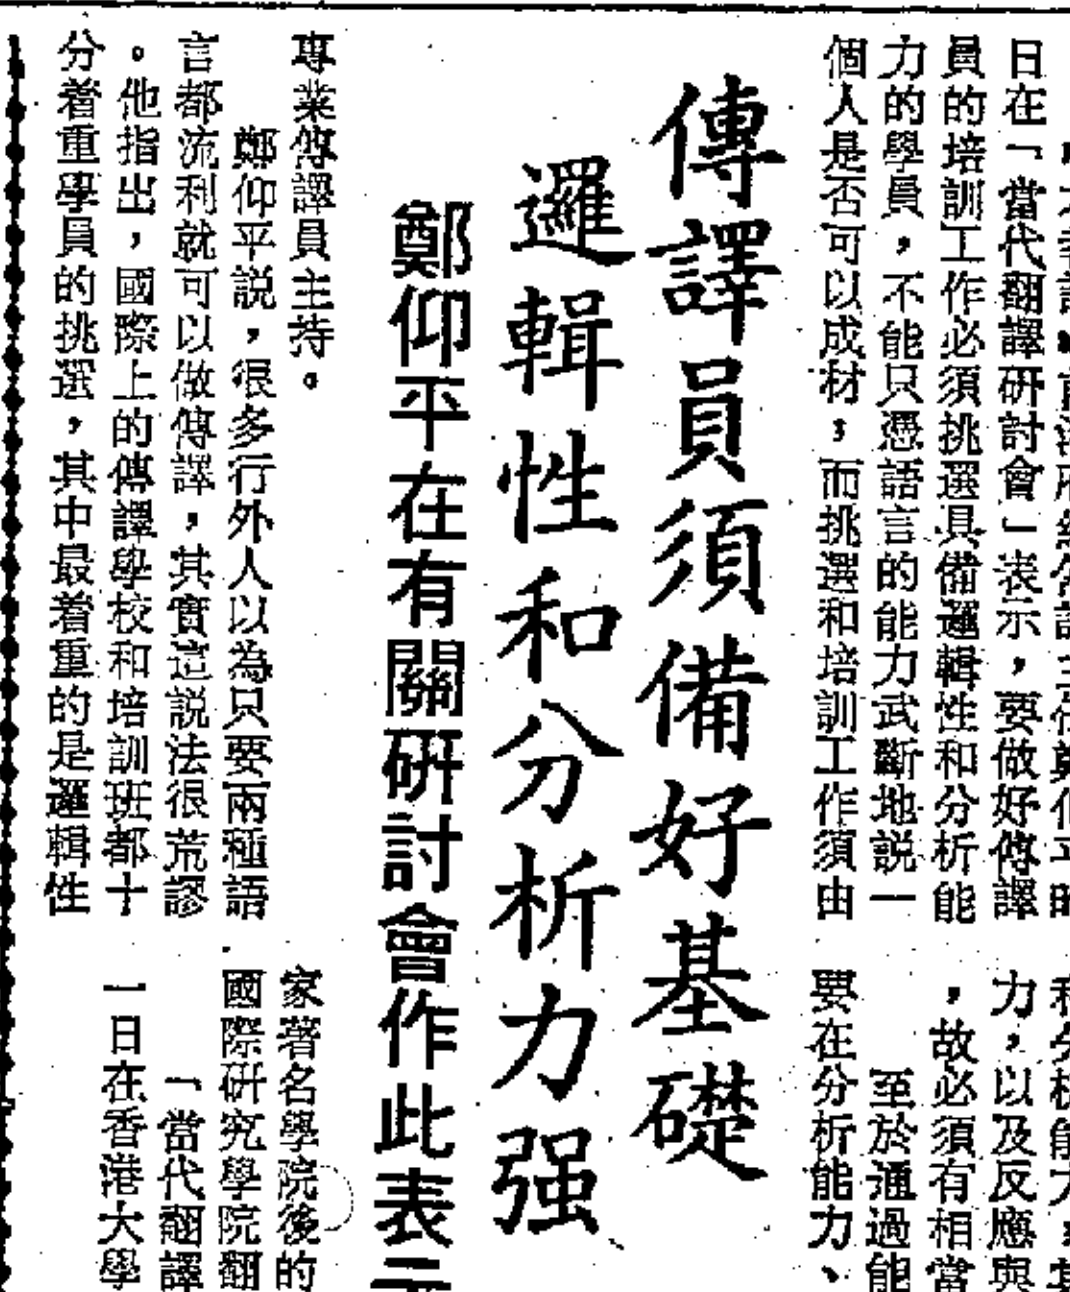 傳譯員須備好基礎
邏輯性和分析力强
鄭仰平在有關研討會作此表示
日在「當代翻譯研討會」表示，要做好傳譯
員的培訓工作必須挑選具備邏輯性和分析能
力的學員，不能只憑語言的能力武斷地説一
個人是否可以成材，而挑選和培訓工作須由
專業傳譯員主持。
鄭仰平説，很多行外人以為只要兩種語
言都流利就可以做傳譯，其實這説法很荒謬
。他指出，國際上的傳譯學校和培訓班都十
分着重學員的挑選，其中最着重的是邏輯性
和分析能力，其
力，以及反應與
，故必須有相當
至於通過能
要在分析能力、
家著名學院後的
國際研究學院翻
「當代翻譯
一日在香港大學